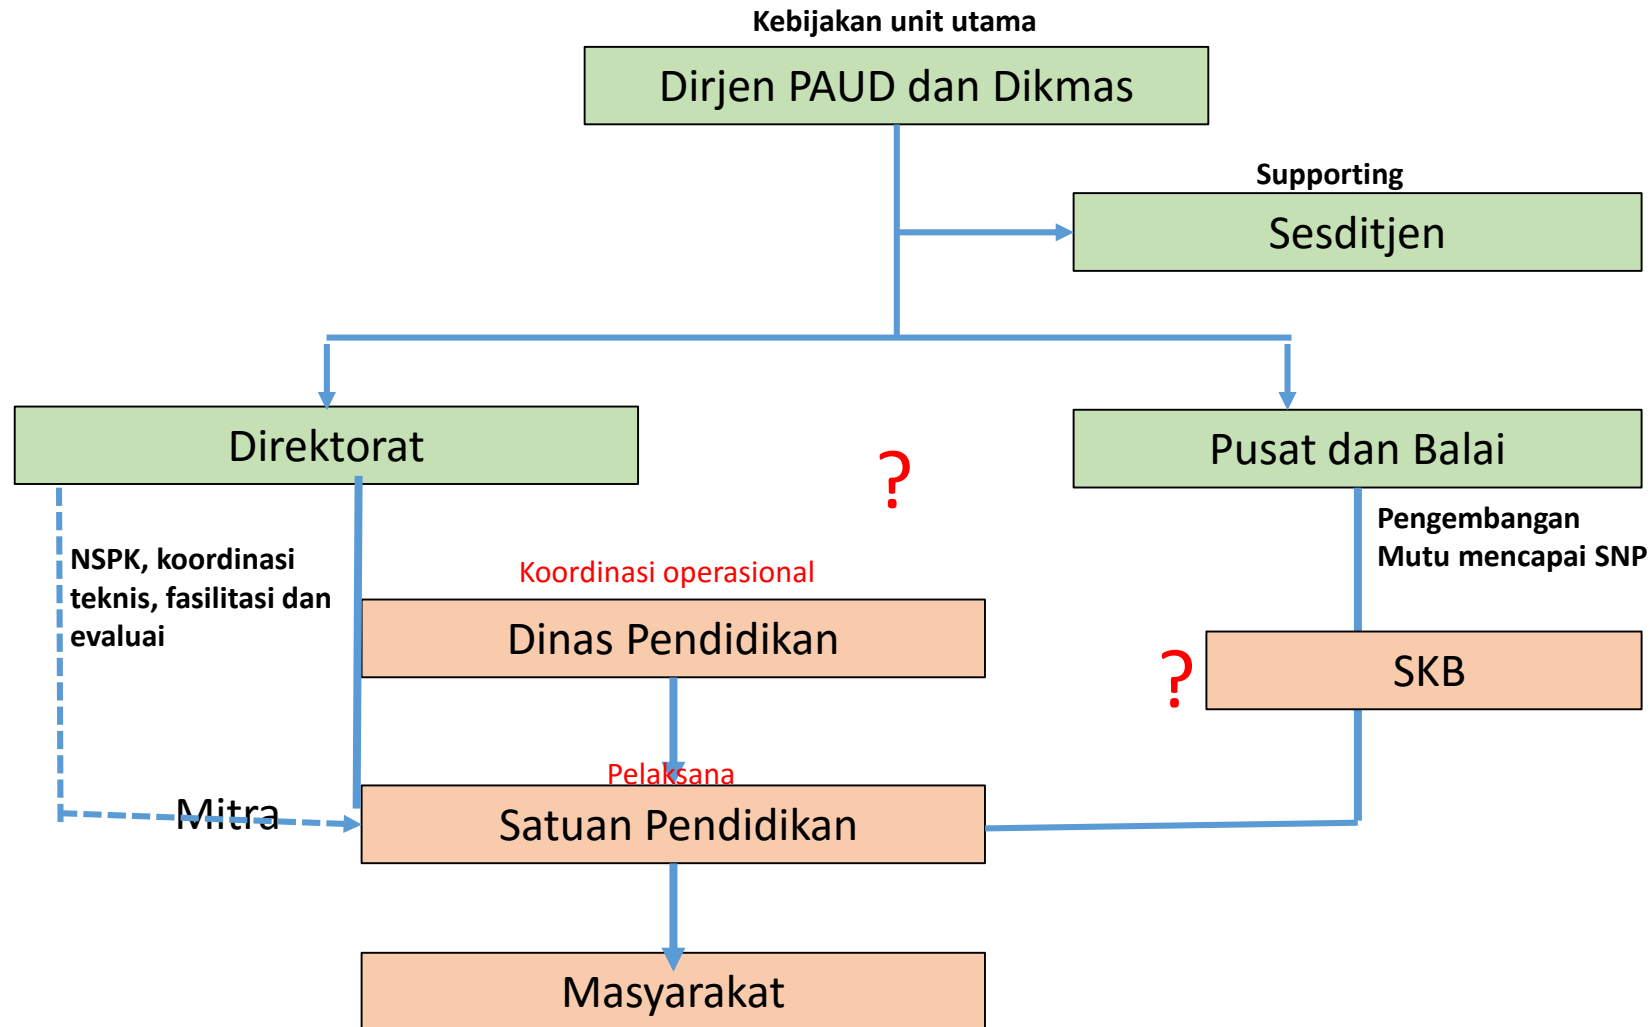 Kebijakan unit utama
Dirjen PAUD dan Dikmas
Supporting
Sesditjen
Direktorat
?
Pusat dan Balai
NSPK, koordinasi
teknis, fasilitasi dan
evaluai
Koordinasi operasional
Dinas Pendidikan
Pengembangan
Mutu mencapai SNP
?
SKB
Pelaksana
Mitra
Satuan Pendidikan
Masyarakat